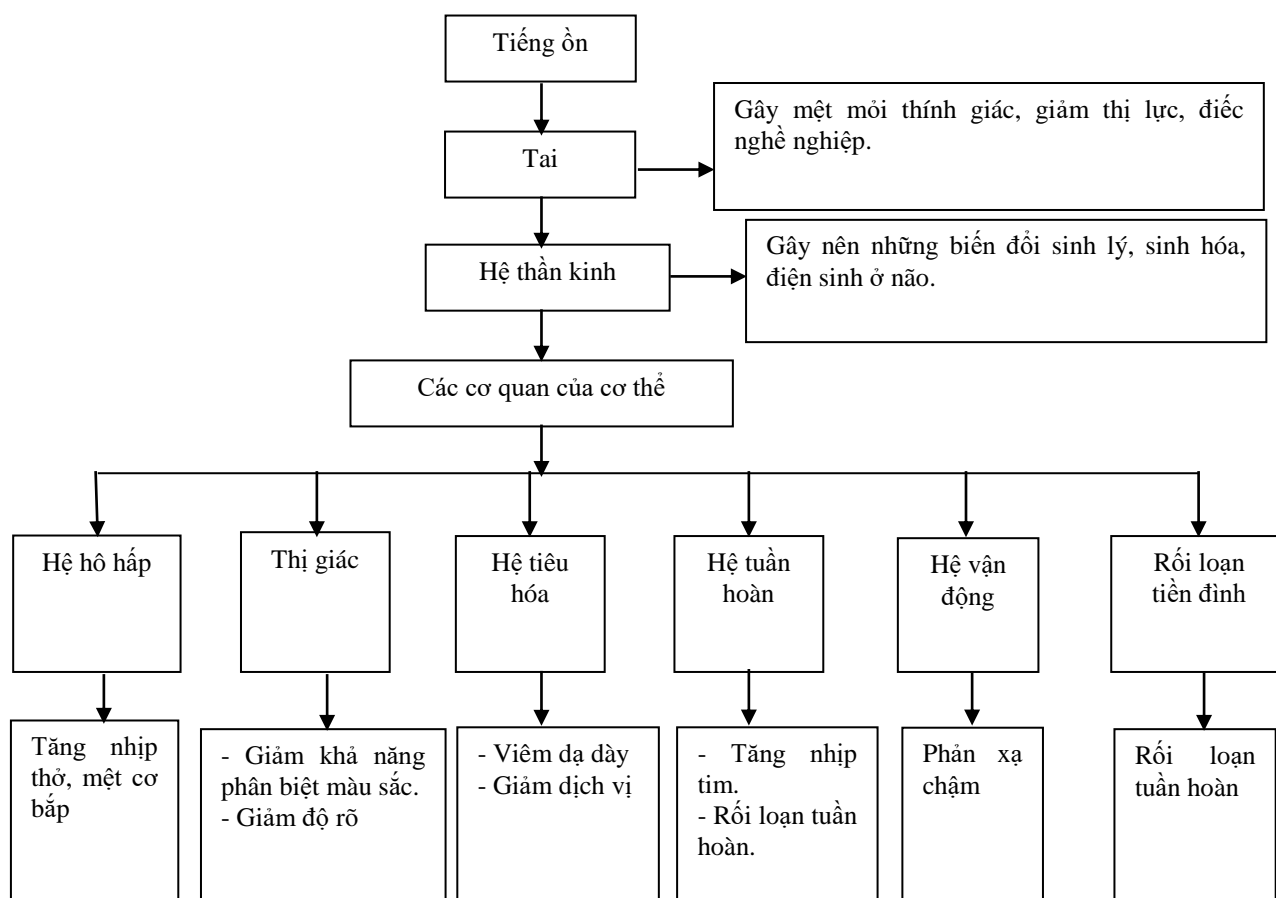 Tiếng ồn
Gây mệt mỏi thính giác, giảm thị lực, điếc
nghề nghiệp.
Tai
Gây nên những biến đổi sinh lý, sinh hóa,
điện sinh ở não.
Hệ thần kinh
Các cơ quan của cơ thể
Hệ hô hấp
Thị giác
Hệ tiêu
hóa
Hệ tuần
hoàn
Hệ vận
động
Rối loạn
tiền đình
Tăng nhịp
thở, mệt cơ
bắp
- Giảm khả năng
phân biệt màu sắc.
- Giảm độ rõ
- Viêm dạ dày
- Giảm dịch vị
- Tăng nhịp
tim.
- Rối loạn tuần
hoàn.
Phản xạ
chậm
Rối loạn
tuần hoàn